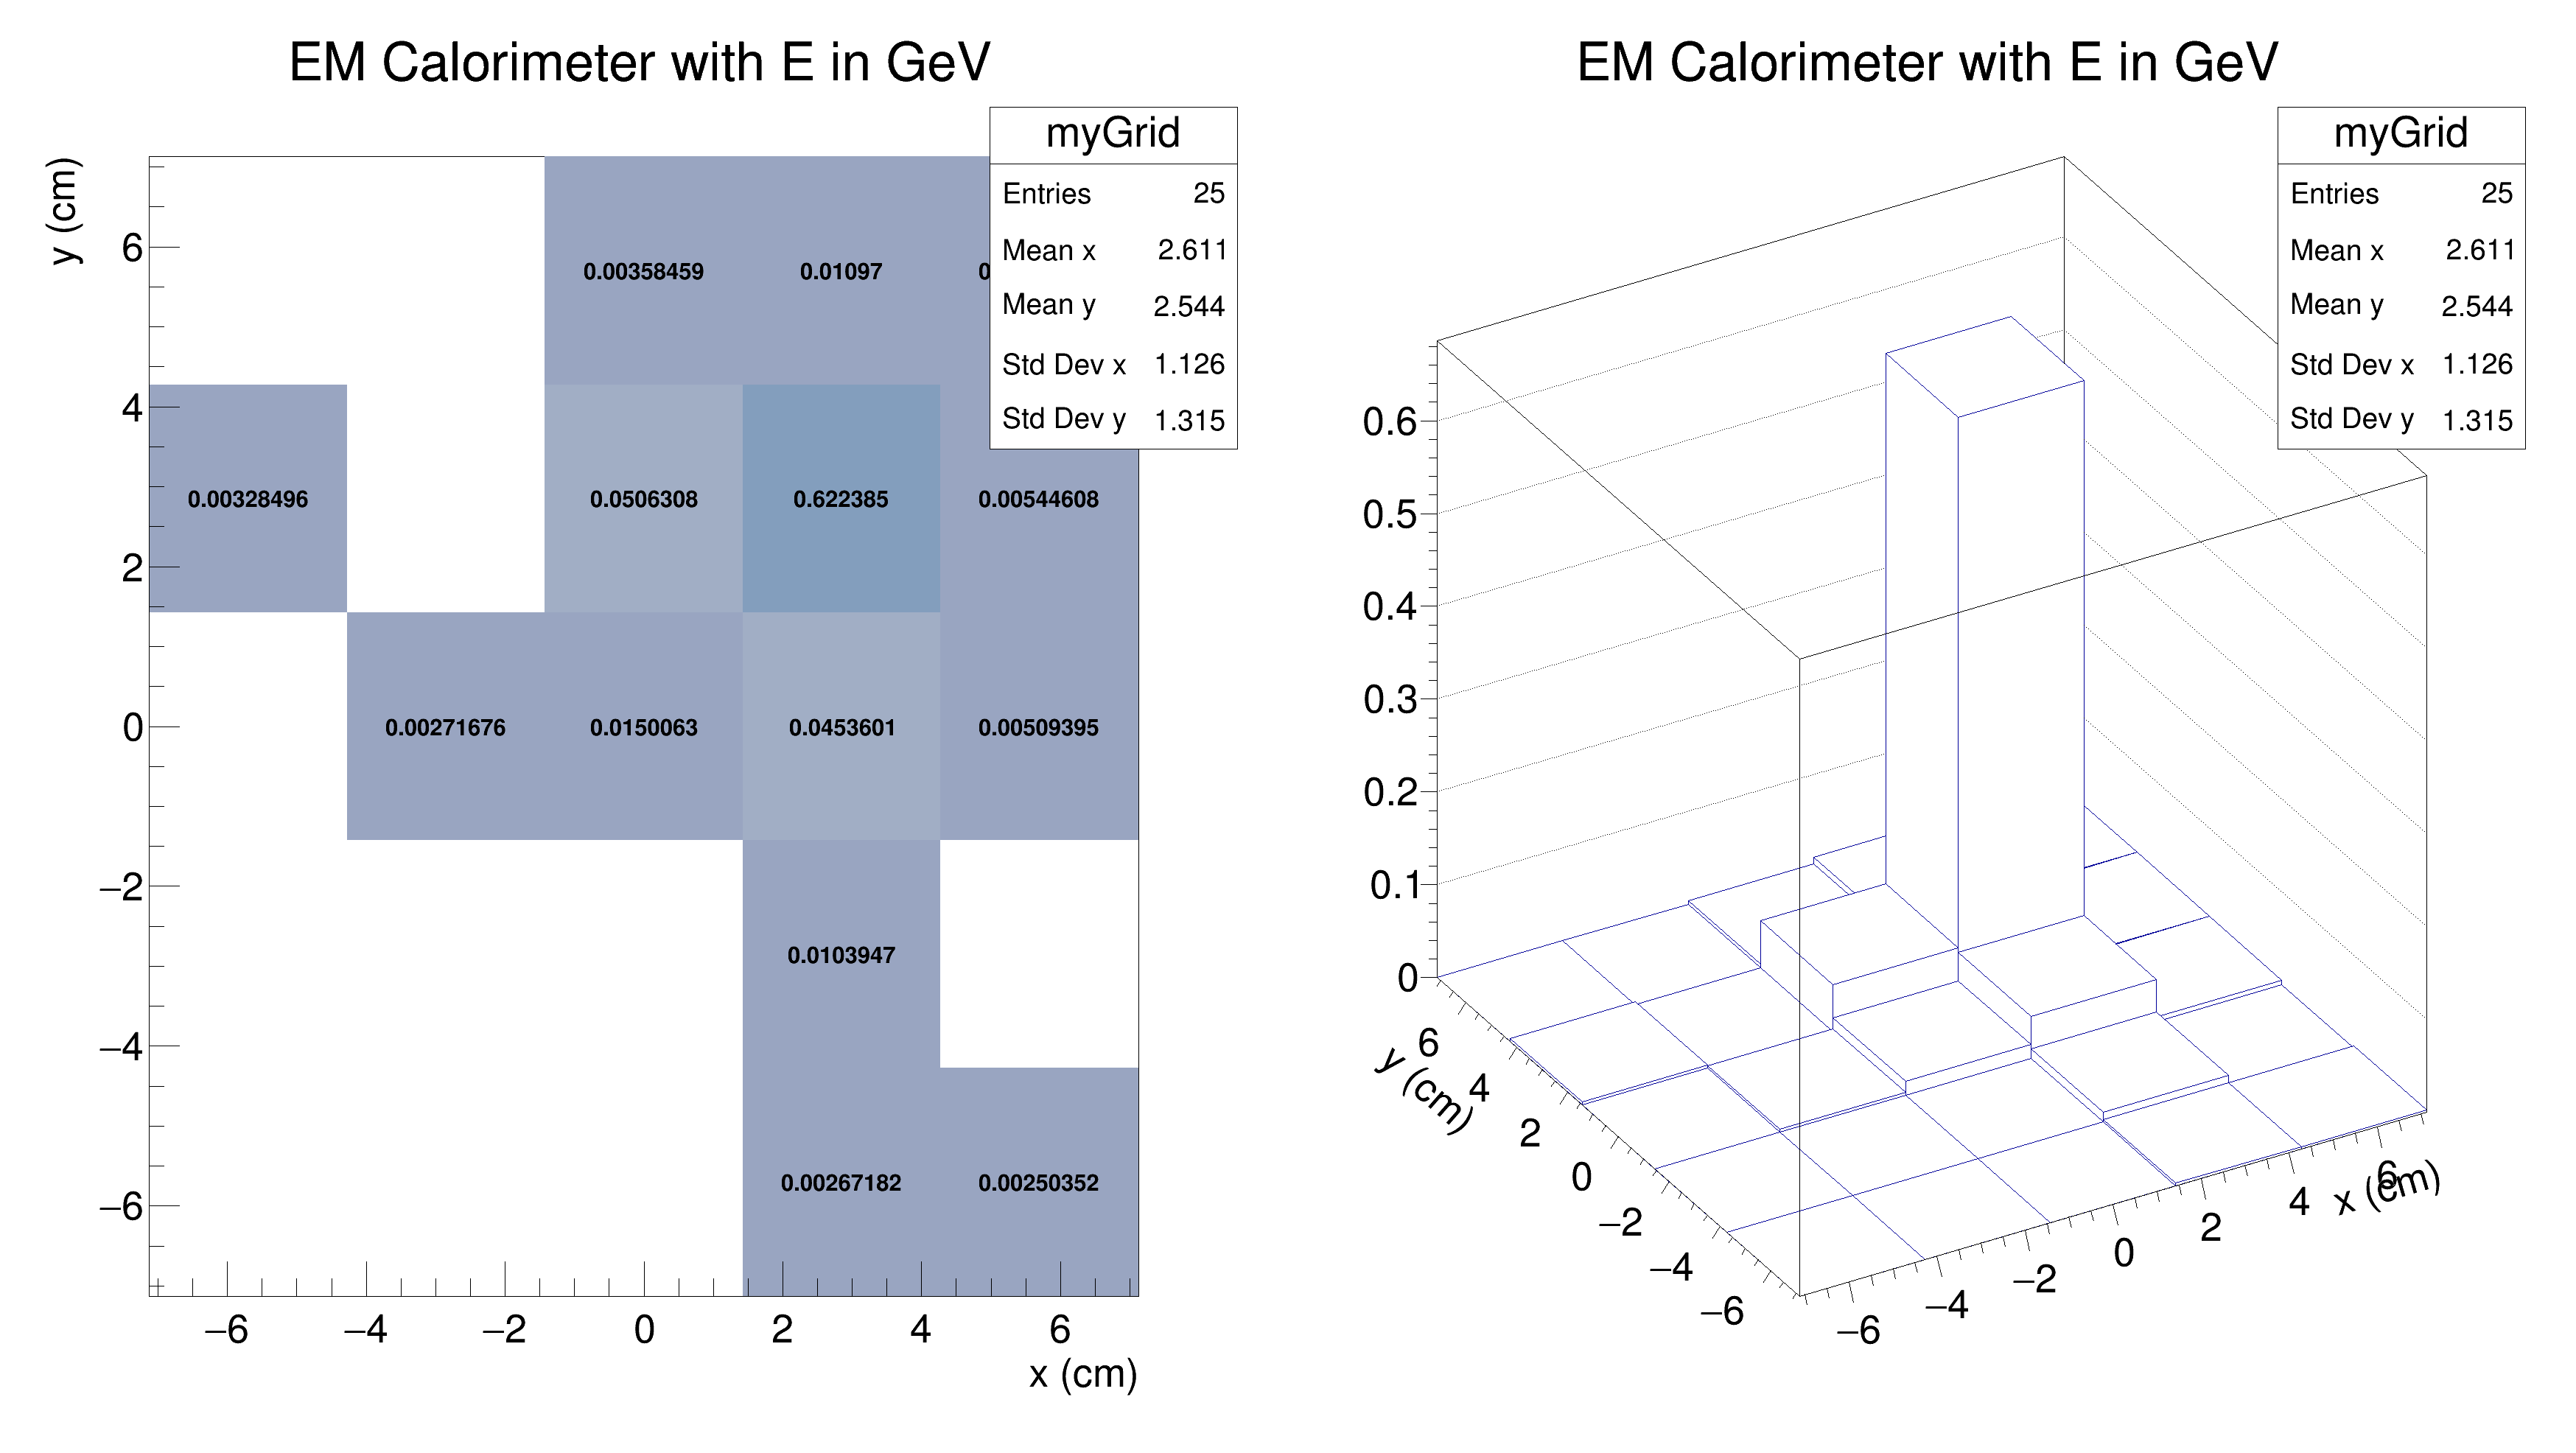 EM Calorimeter with E in GeV
myGrid
Entries 25
Mean x 2.611
Mean y 2.544
Std Dev x 1.126
Std Dev y 1.315
y (cm)
6
4
2
0
−2
−4
−6
0.00358459 0.01097
0.00328496 0.0506308 0.622385 0.00544608
0.00271676 0.0150063 0.0453601 0.00509395
0.0103947
0.00267182 0.00250352
−6 −4 −2 0 2 4 6
x (cm)
EM Calorimeter with E in GeV
myGrid
Entries 25
Mean x 2.611
Mean y 2.544
Std Dev x 1.126
Std Dev y 1.315
0.6
0.5
0.4
0.3
0.2
0.1
0
y (cm)
6
4
2
0
−2
−4
−6
−6 −4 −2 0 2 4 6
x (cm)